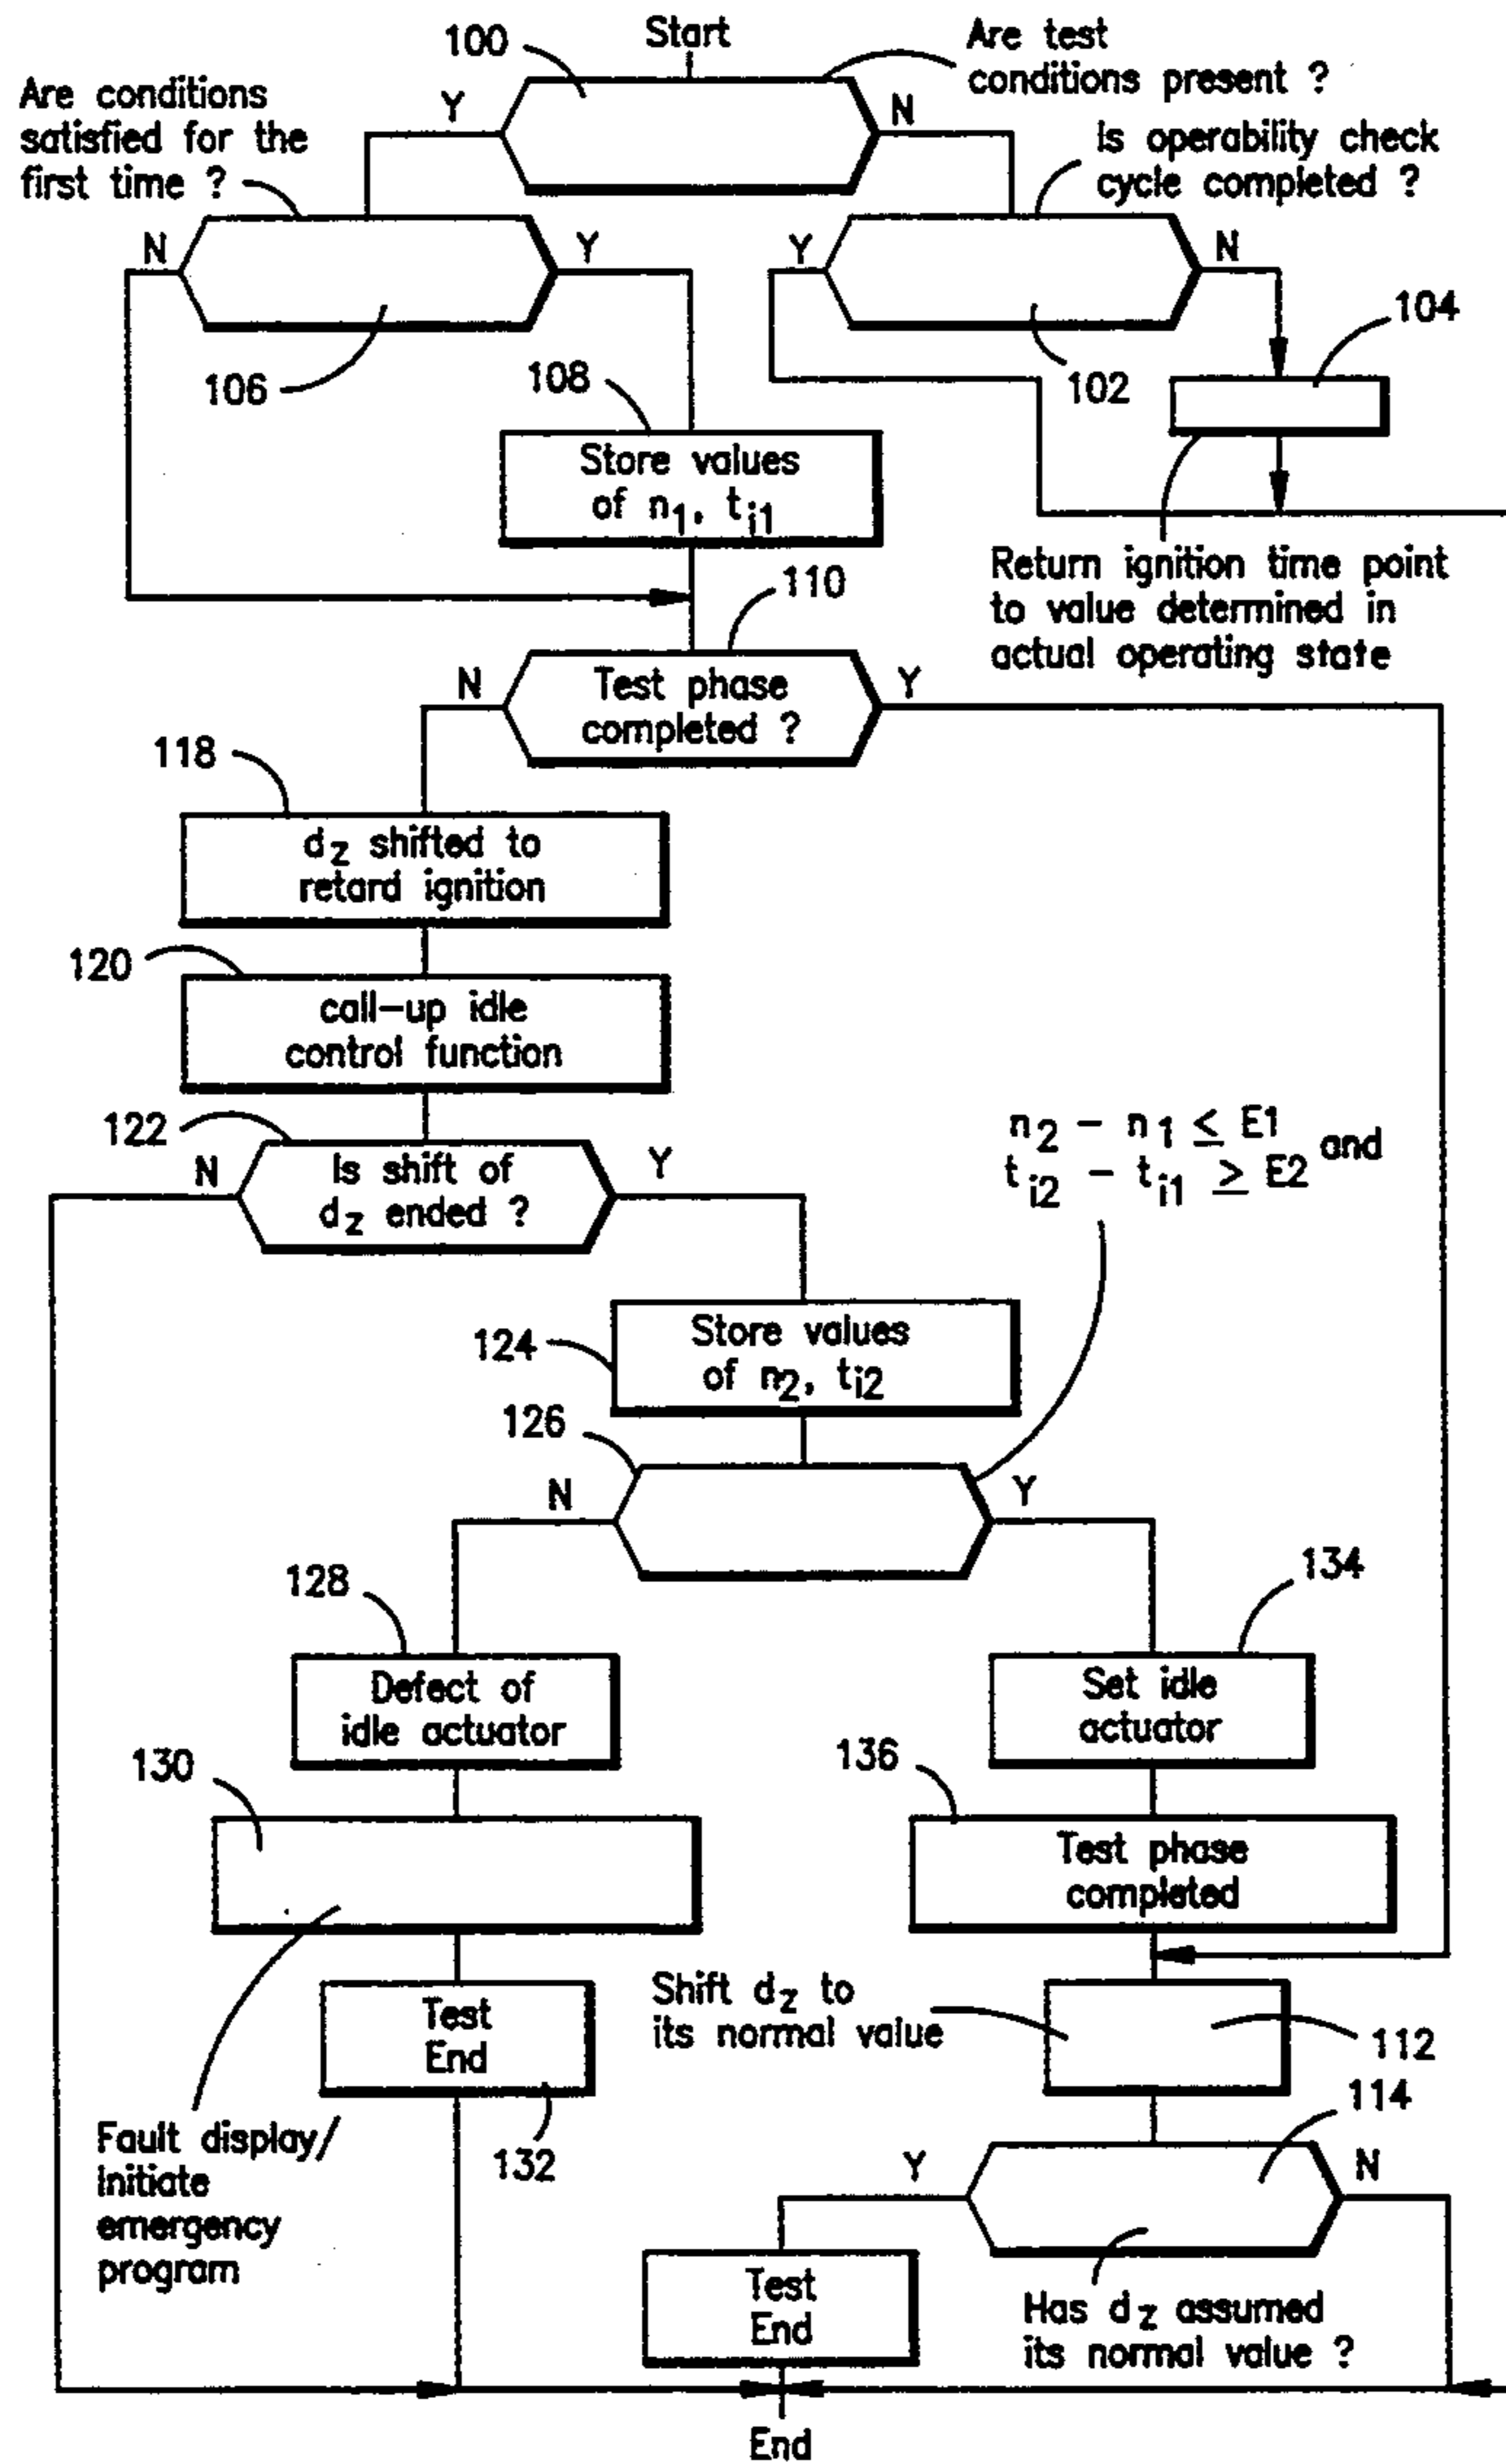 Start
100
Are test
conditions present ?
Are conditions
satisfied for the
first time ?
Y
N
Is operability check
cycle completed ?
N
Y
Y
N
104
106
108
102
Store values
of n1, ti1
Return ignition time point
to value determined in
actual operating state
110
N
Test phase
completed ?
Y
118
dz shifted to
retard ignition
120
call-up idle
control function
122
N
Is shift of
dz ended ?
Y
n2 - n1 ≤ E1
and
ti2 - ti1 ≥ E2
124
Store values
of n2, ti2
126
N
Y
128
134
Defect of
idle actuator
Set idle
actuator
130
136
Test phase
completed
Shift dz to
its normal value
112
Test
End
132
114
Fault display/
Initiate
emergency
program
Y
N
Test
End
Has dz assumed
its normal value ?
End